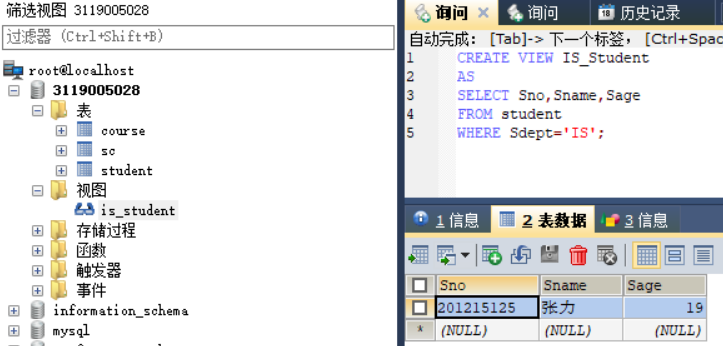 筛选视图 3119005028
过滤器 (Ctrl+Shift+B)
root@localhost
3119005028
表
course
sc
student
视图
is_student
存储过程
函数
触发器
事件
information_schema
mysql
询问
询问
历史记录
自动完成: [Tab]-> 下一个标签, [Ctrl+Spac
1 CREATE VIEW IS_Student
2 AS
3 SELECT Sno,Sname,Sage
4 FROM student
5 WHERE Sdept='IS';
1 信息 2 表数据 3 信息
Sno Sname Sage
201215125 张力 19
* (NULL) (NULL) (NULL)